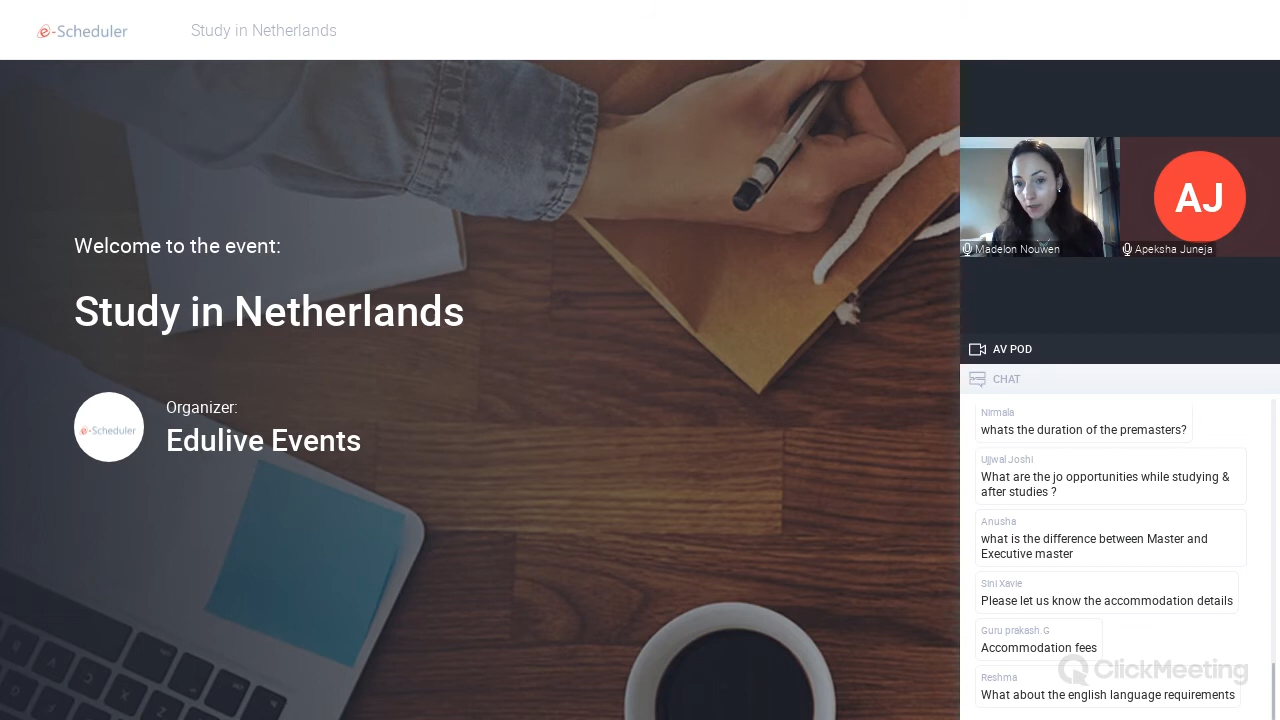 e-Scheduler
Study in Netherlands
Welcome to the event:
Study in Netherlands
e-Scheduler
Organizer:
Edulive Events
AJ
Madelon Nouwen
Apeksha Juneja
AV POD
CHAT
Nirmala
whats the duration of the premasters?
Ujjwal Joshi
What are the jo opportunities while studying &
after studies ?
Anusha
what is the difference between Master and
Executive master
Sini Xavie
Please let us know the accommodation details
Guru prakash.G
Accommodation fees
ClickMeeting
Reshma
What about the english language requirements